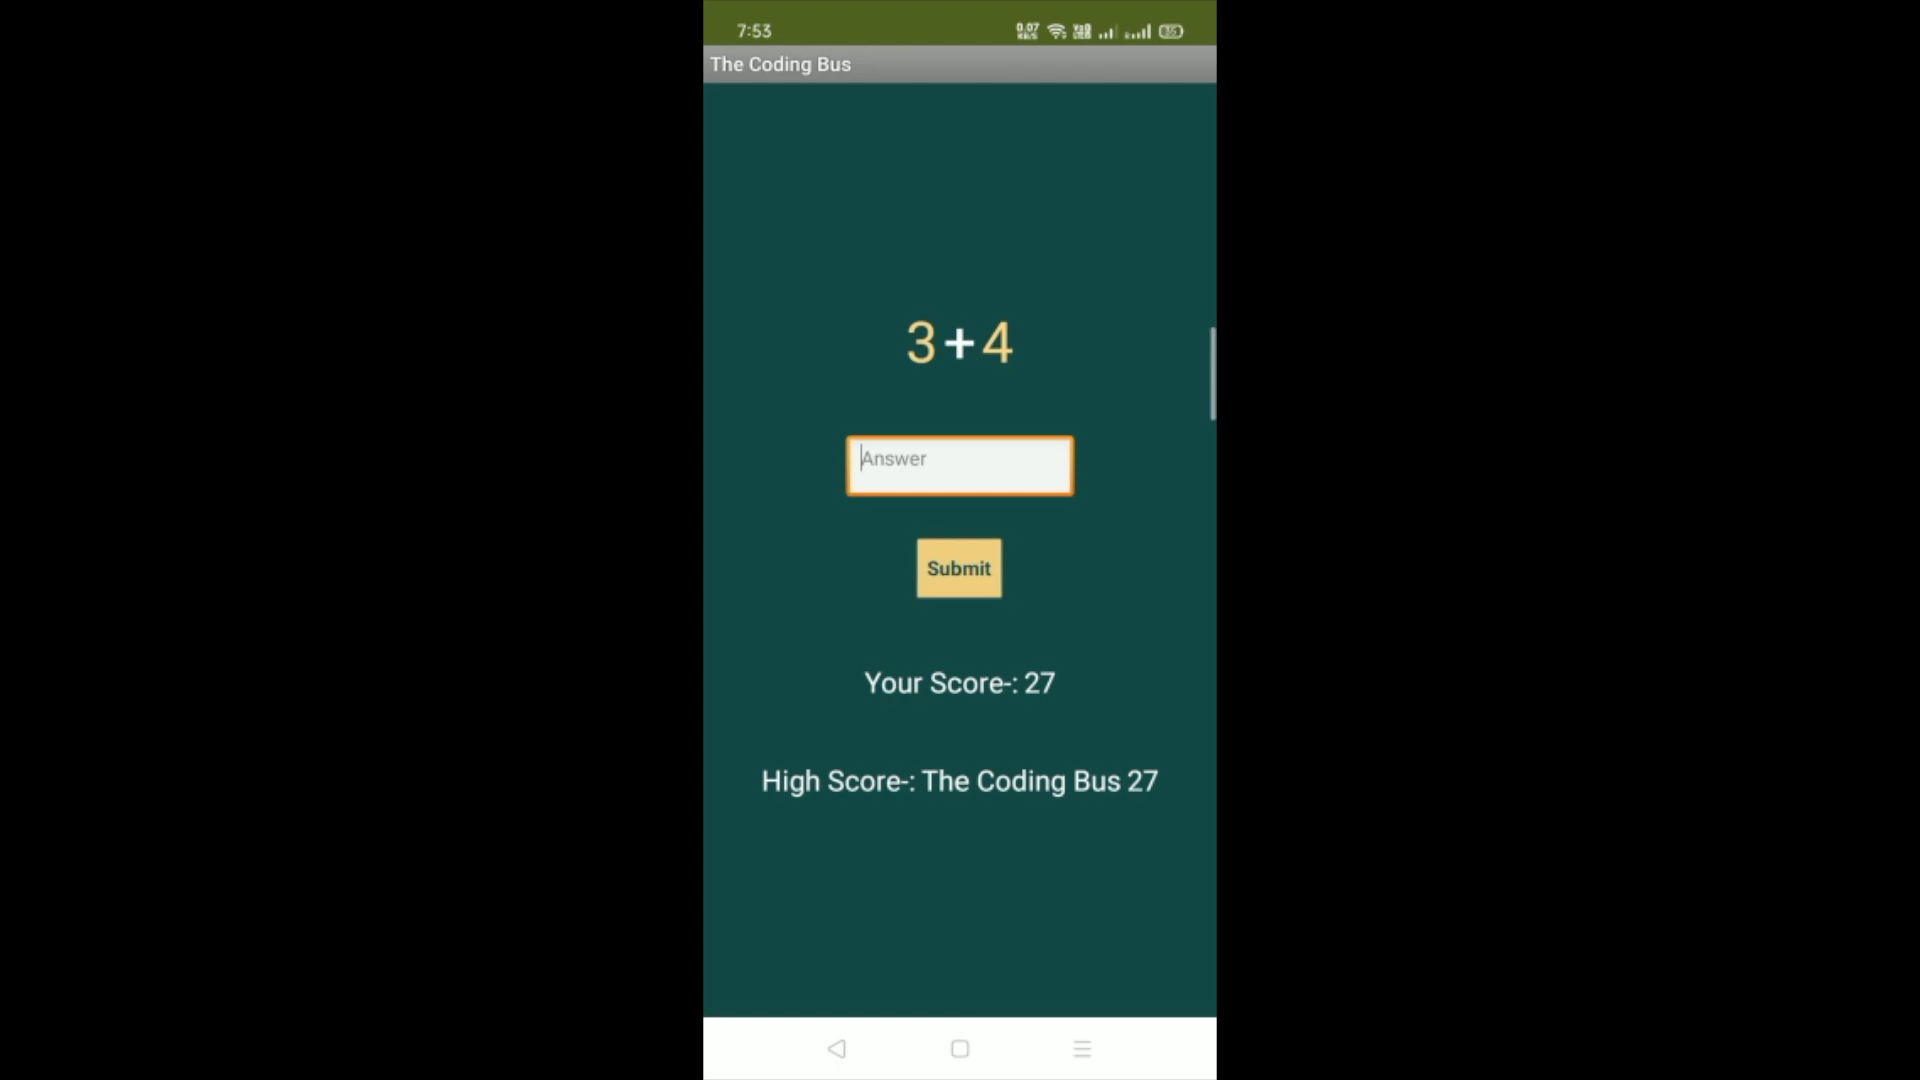 7:53
The Coding Bus
3+4
Answer
Submit
Your Score-: 27
High Score-: The Coding Bus 27